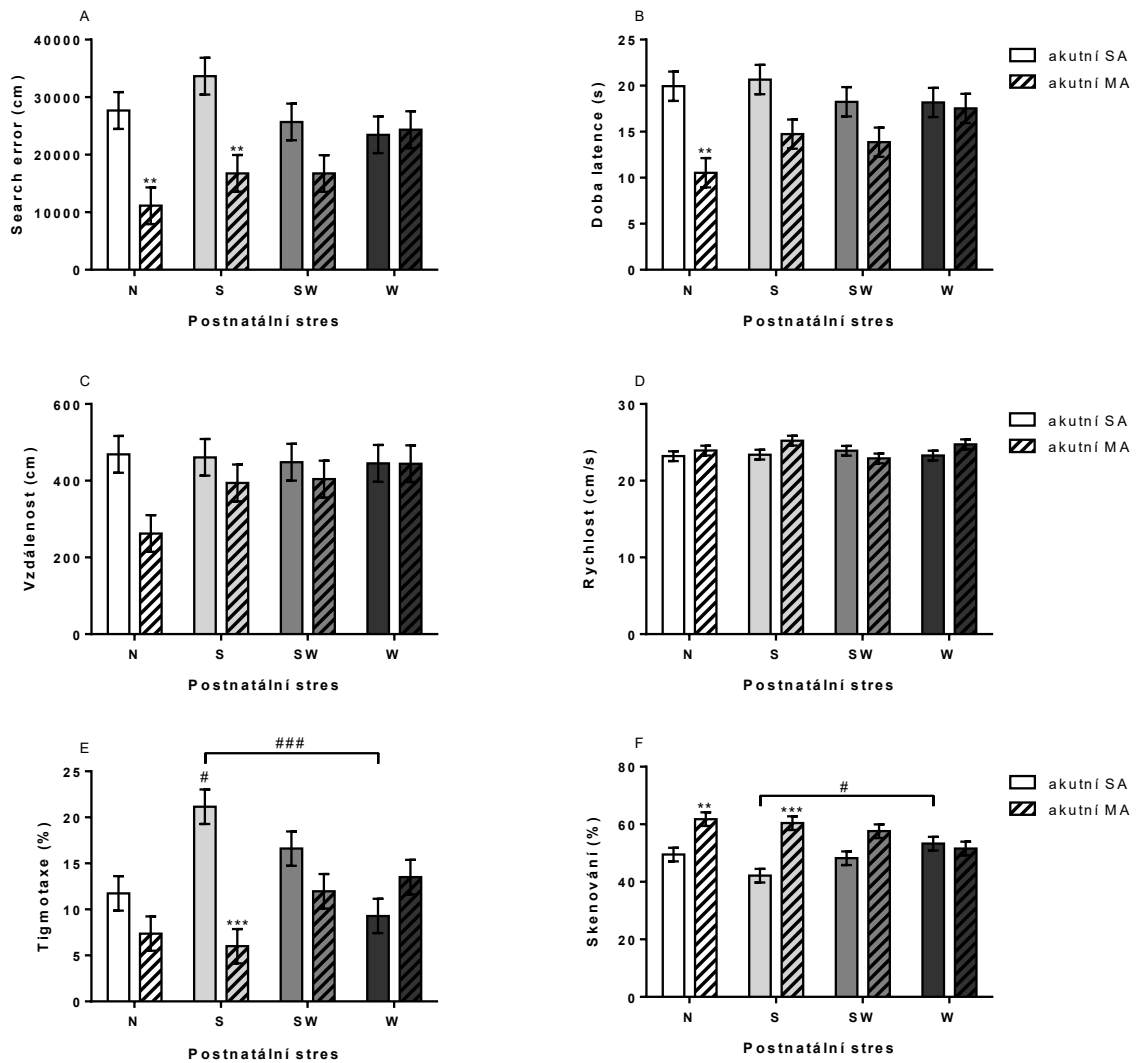 A
Search error (cm)
40000
30000
20000
10000
0
**
**
N S SW W
Postnatální stres
B
Doba latence (s)
25
20
15
10
5
0
**
N S SW W
Postnatální stres
akutní SA
akutní MA
C
Vzdálenost (cm)
600
400
200
0
N S SW W
Postnatální stres
D
Rychlost (cm/s)
30
20
10
0
N S SW W
Postnatální stres
akutní SA
akutní MA
E
Tigmotaxe (%)
25
20
15
10
5
0
###
#
***
N S SW W
Postnatální stres
F
Skenování (%)
80
60
40
20
0
#
**
***
N S SW W
Postnatální stres
akutní SA
akutní MA